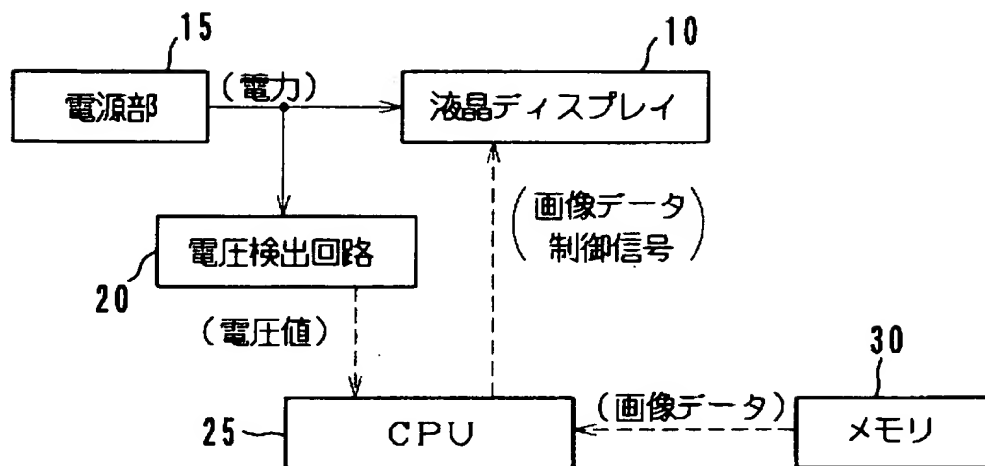 15
10
電源部
(電力)
液晶ディスプレイ
画像データ
制御信号
電圧検出回路
20
(電圧値)
30
25
CPU
(画像データ)
メモリ